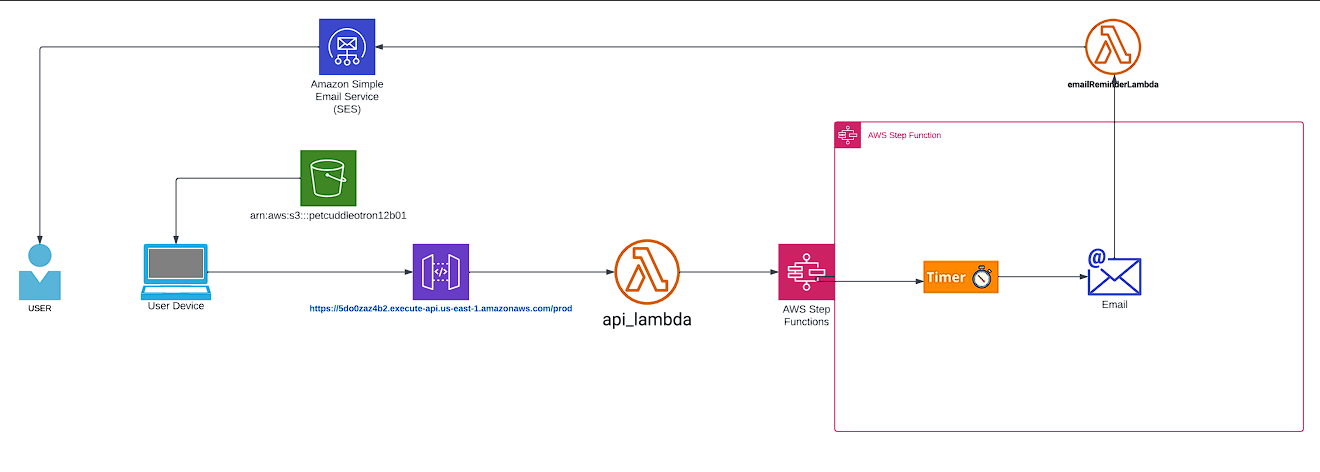 Amazon Simple
Email Service
(SES)
emailReminderLambda
AWS Step Function
arn:aws:s3:::petcuddleotron12b01
USER
User Device
https://5do0zaz4b2.execute-api.us-east-1.amazonaws.com/prod
api_lambda
AWS Step
Functions
Timer
@
Email